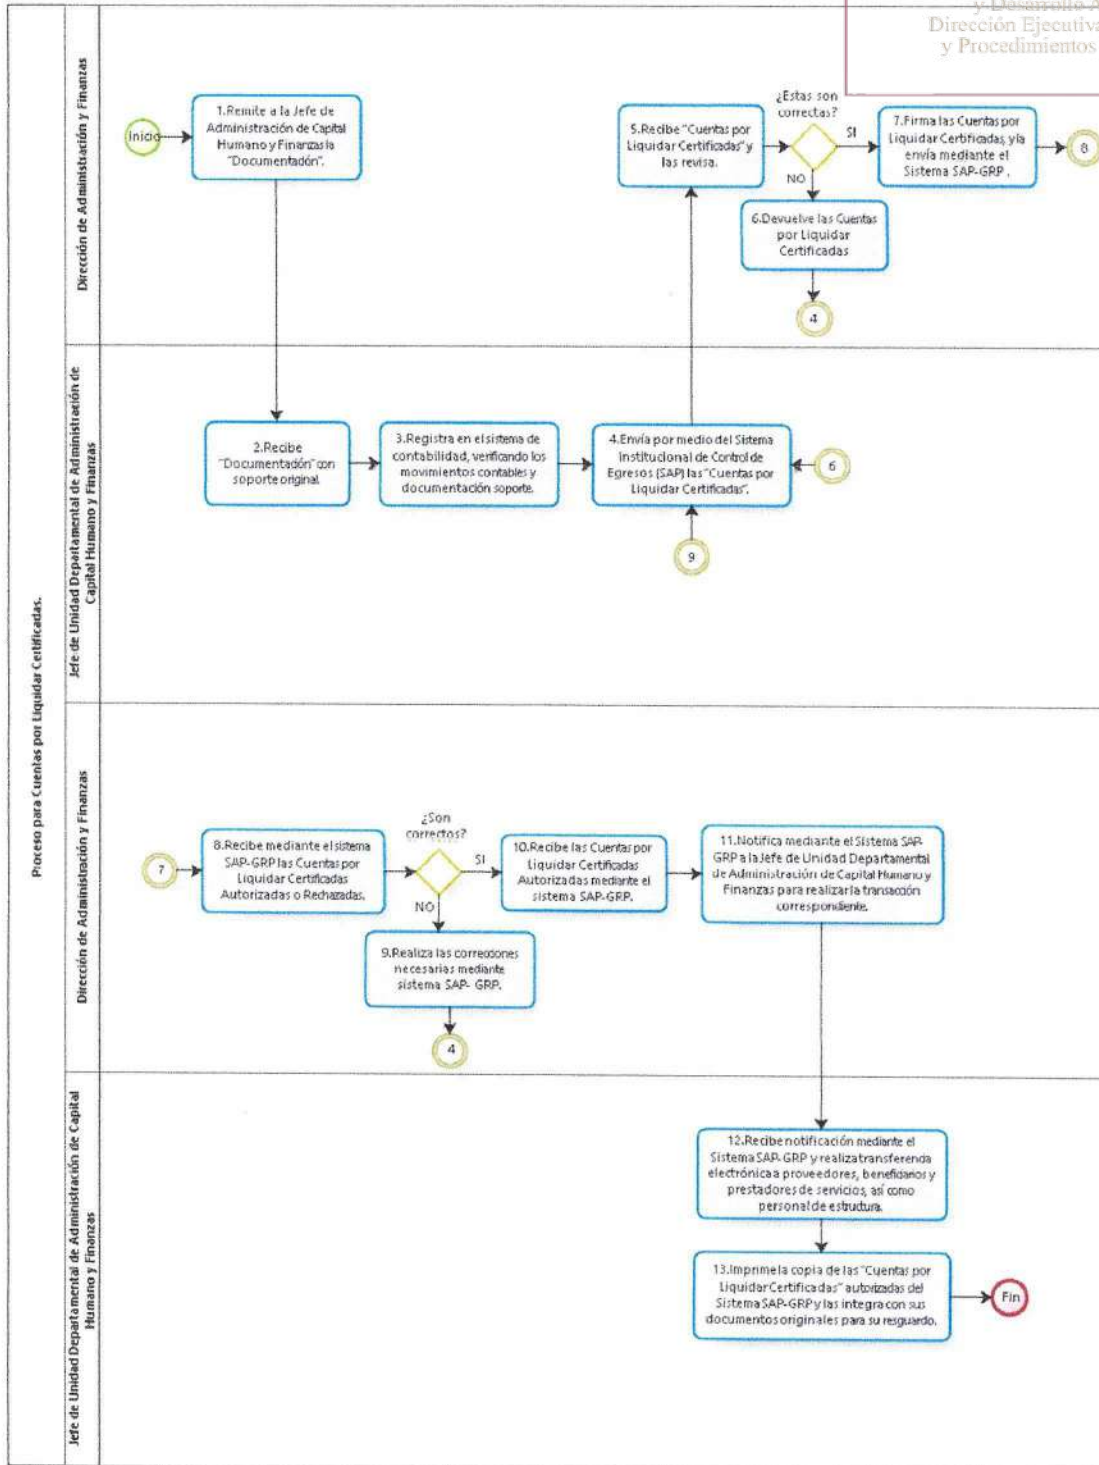 y Desarrollo A
Dirección Ejecutiva
y Procedimientos
Proceso para Cuentas por Liquidar Certificadas.
Dirección de Administración y Finanzas
Inicio
1.Remite a la Jefe de
Administración de Capital
Humano y Finanzas la
"Documentación".
5.Recibe "Cuentas por
Liquidar Certificadas" y
las revisa.
¿Estas son
correctas?
SI
NO
7.Firma las Cuentas por
Liquidar Certificadas, y la
envía mediante el
Sistema SAP-GRP .
8
6.Devuelve las Cuentas
por Liquidar
Certificadas
4
Jefe de Unidad Departamental de Administración de
Capital Humano y Finanzas
2.Recibe
"Documentación" con
soporte original.
3.Registra en el sistema de
contabilidad, verificando los
movimientos contables y
documentación soporte.
4.Envía por medio del Sistema
Institucional de Control de
Egresos (SAP) las "Cuentas por
Liquidar Certificadas".
6
9
Dirección de Administración y Finanzas
7
8.Recibe mediante el sistema
SAP-GRP las Cuentas por
Liquidar Certificadas
Autorizadas o Rechazadas.
¿Son
correctos?
SI
NO
10.Recibe las Cuentas por
Liquidar Certificadas
Autorizadas mediante el
sistema SAP-GRP.
11.Notifica mediante el Sistema SAP-
GRP a la Jefe de Unidad Departamental
de Administración de Capital Humano y
Finanzas para realizar la transacción
correspondiente.
9.Realiza las correcciones
necesarias mediante
sistema SAP- GRP.
4
Jefe de Unidad Departamental de Administración de Capital
Humano y Finanzas
12.Recibe notificación mediante el
Sistema SAP-GRP y realiza transferencia
electrónica a proveedores, beneficiarios y
prestadores de servicios, así como
personal de estructura.
13.Imprime la copia de las "Cuentas por
Liquidar Certificadas" autorizadas del
Sistema SAP-GRP y las integra con sus
documentos originales para su resguardo.
Fin